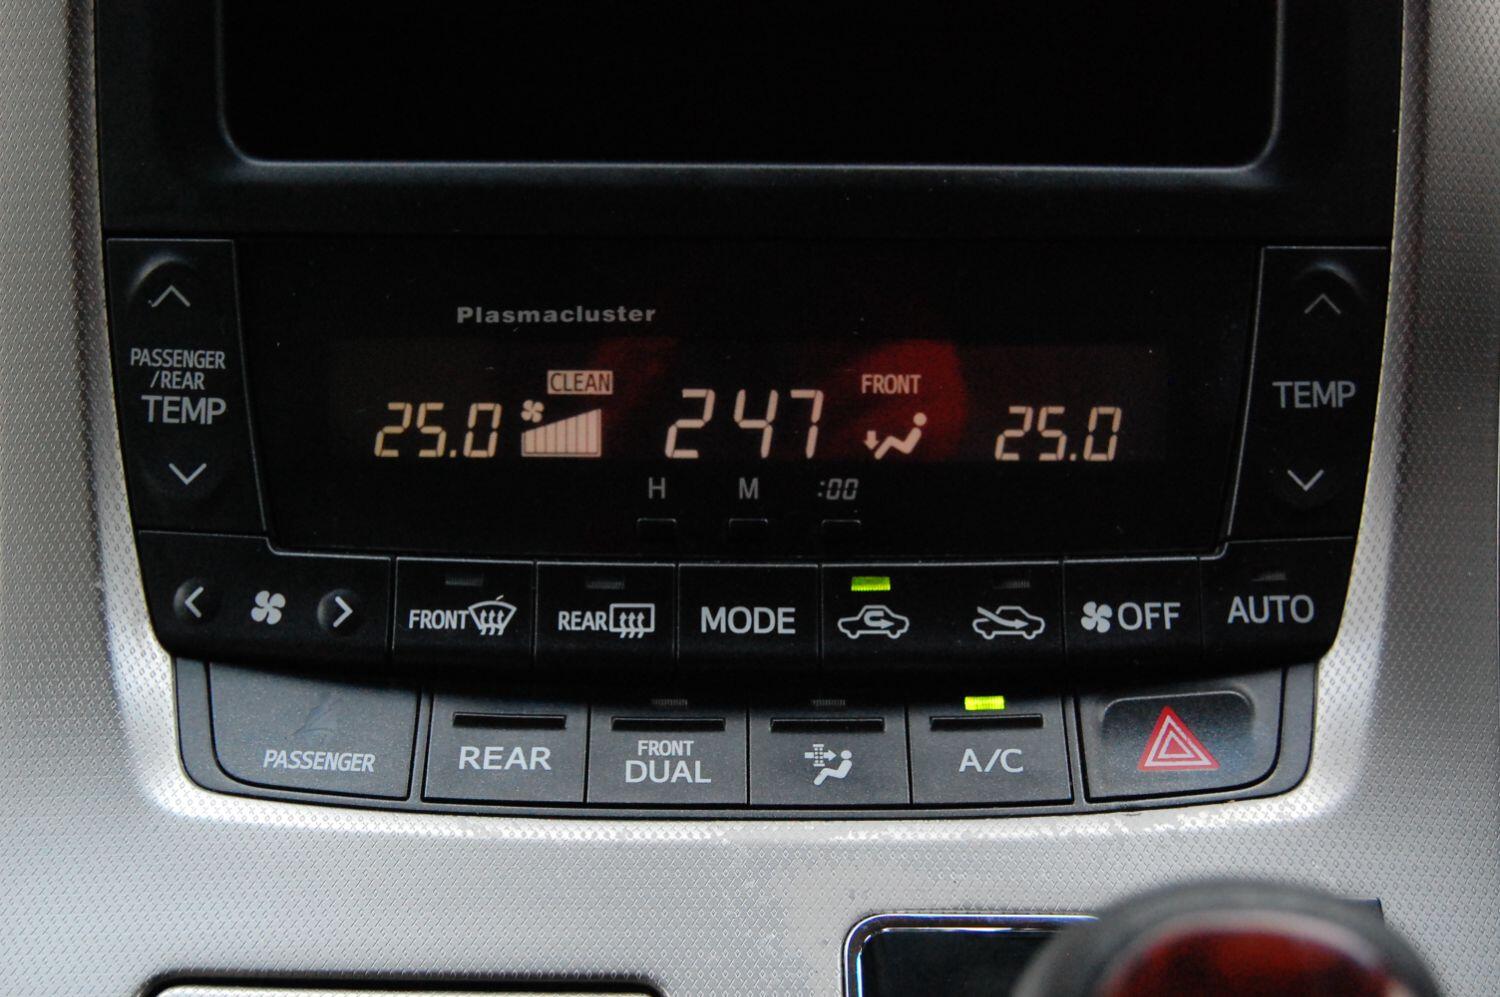 Plasmacluster
PASSENGER
/REAR
TEMP
25.0
CLEAN
247
FRONT
25.0
TEMP
H M :00
FRONT
REAR
MODE
OFF
AUTO
PASSENGER
REAR
FRONT
DUAL
A/C